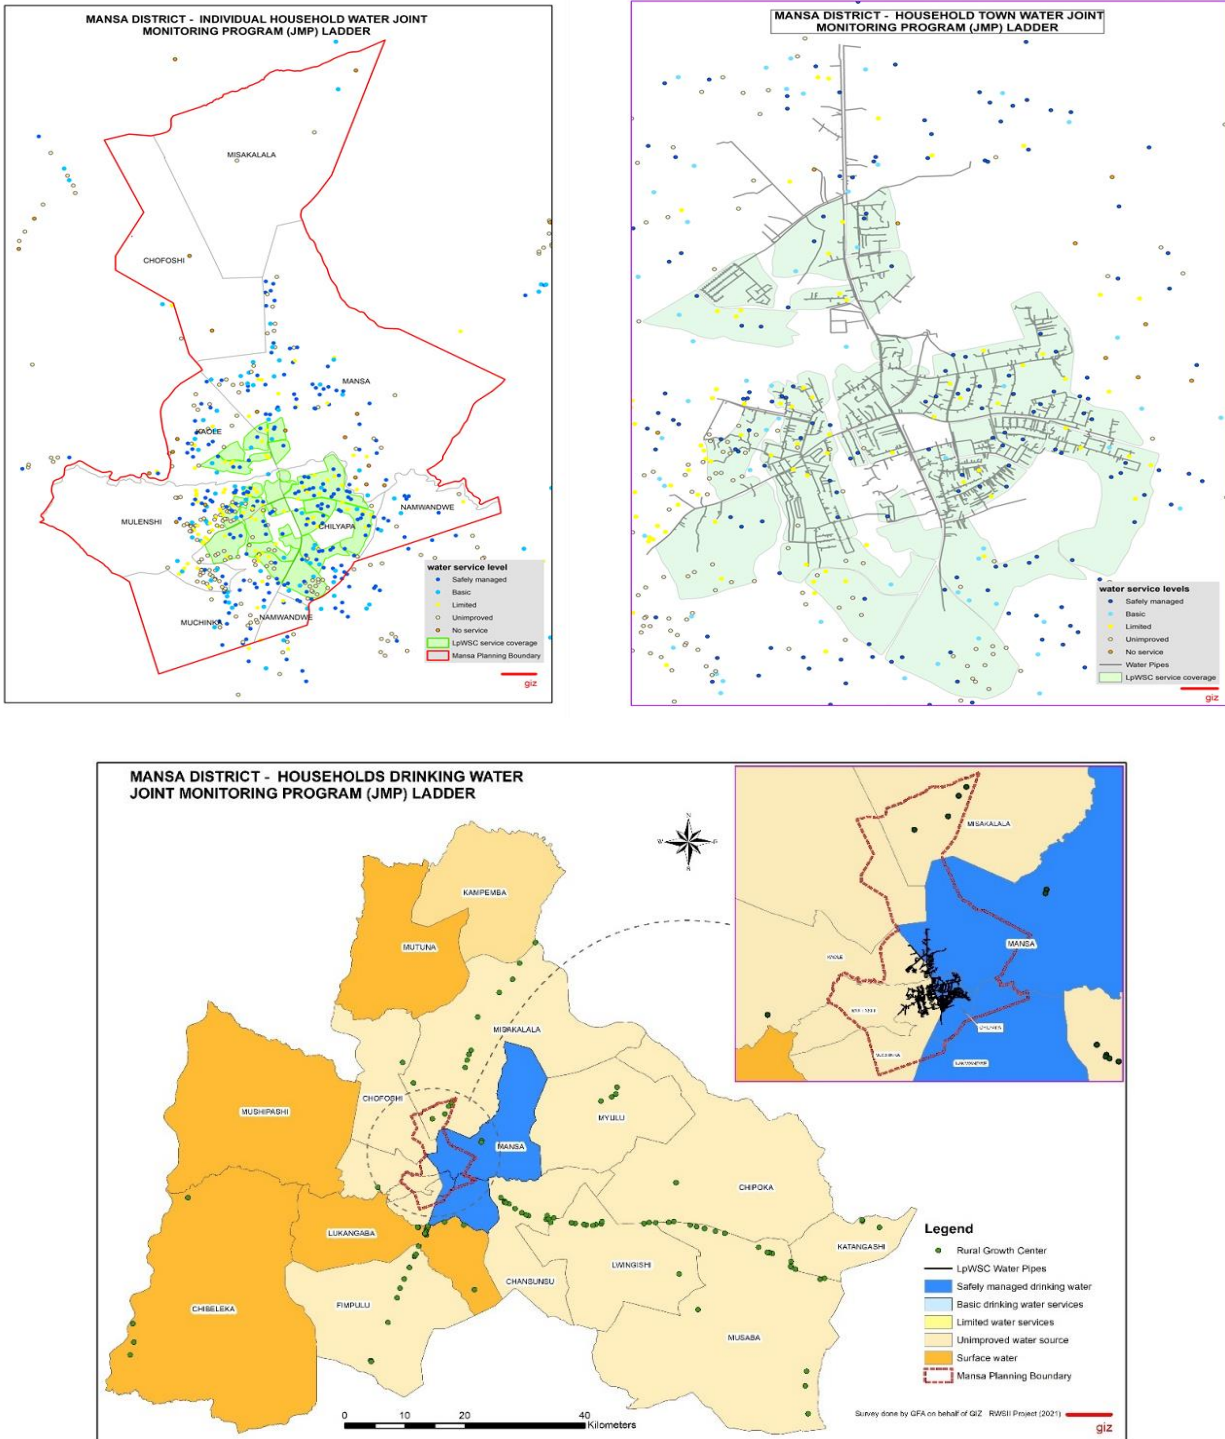 MANSA DISTRICT - INDIVIDUAL HOUSEHOLD WATER JOINT
MONITORING PROGRAM (JMP) LADDER
MISAKALALA
CHOFOSHI
MANSA
KAOLE
MULENSHI
NAMWANDWE
CHILYAPA
MUCHINKA
NAMWANDWE
water service level
Safely managed
Basic
Limited
Unimproved
No service
LpWSC service coverage
Mansa Planning Boundary
giz
MANSA DISTRICT - HOUSEHOLD TOWN WATER JOINT
MONITORING PROGRAM (JMP) LADDER
water service levels
Safely managed
Basic
Limited
Unimproved
No service
Water Pipes
LpWSC service coverage
giz
MANSA DISTRICT - HOUSEHOLDS DRINKING WATER
JOINT MONITORING PROGRAM (JMP) LADDER
N
W
E
S
KAMPEMBA
MUTUNA
MISAKALALA
MUSHIPASHI
CHOFOSHI
MYULU
MANSA
CHIPOKA
LUKANGABA
KATANGASHI
LWINGISHI
CHANSUNSU
CHIBELEKA
FIMPULU
MUSABA
MISAKALALA
MANSA
KAOLE
Legend
Rural Growth Center
LpWSC Water Pipes
Safely managed drinking water
Basic drinking water services
Limited water services
Unimproved water source
Surface water
Mansa Planning Boundary
0 10 20 40
Kilometers
Survey done by GFA on behalf of GIZ RWSII Project (2021)
giz